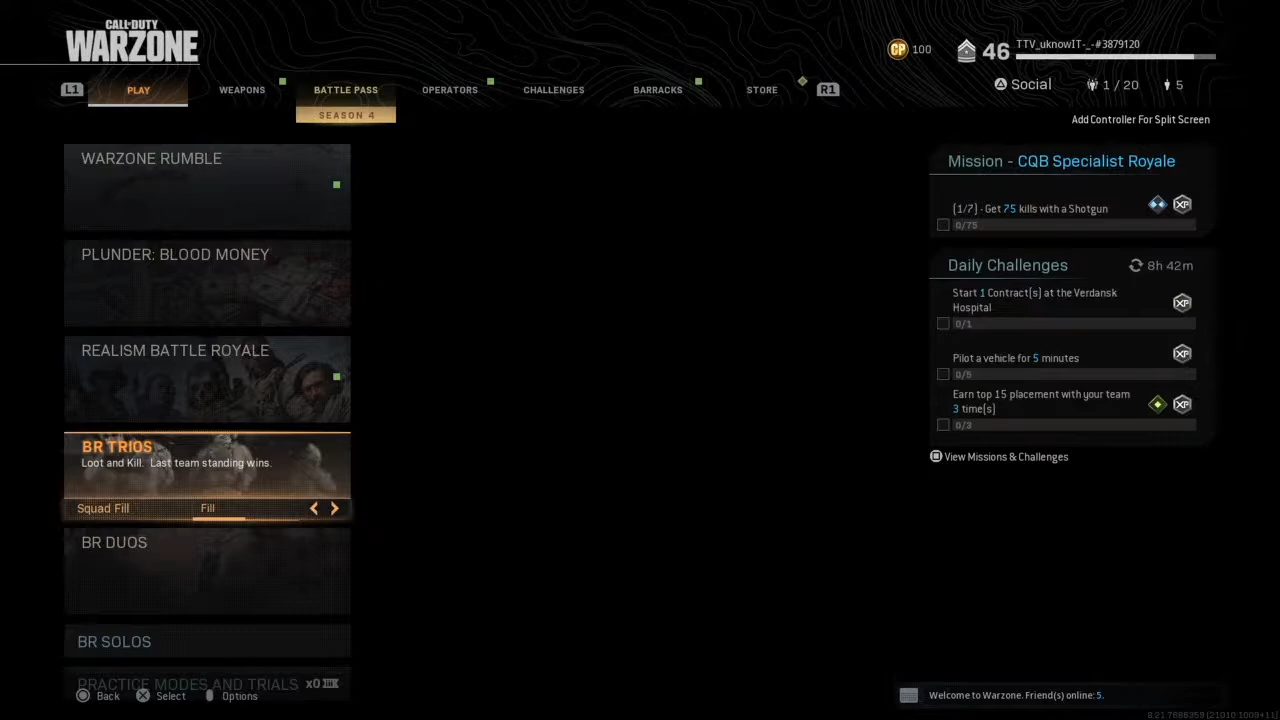 CALL OF DUTY
WARZONE
CP 100
46
TTV_uknowIT-_-#3879120
L1
PLAY
WEAPONS
BATTLE PASS
OPERATORS
CHALLENGES
BARRACKS
STORE
R1
SEASON 4
Social
1 / 20
5
Add Controller For Split Screen
WARZONE RUMBLE
PLUNDER: BLOOD MONEY
REALISM BATTLE ROYALE
BR TRIOS
Loot and Kill. Last team standing wins.
Squad Fill
Fill
BR DUOS
BR SOLOS
PRACTICE MODES AND TRIALS
x0
Back
Select
Options
Mission - CQB Specialist Royale
(1/7) - Get 75 kills with a Shotgun
XP
0/75
Daily Challenges
8h 42m
Start 1 Contract(s) at the Verdansk
Hospital
XP
0/1
Pilot a vehicle for 5 minutes
XP
0/5
Earn top 15 placement with your team
3 time(s)
XP
0/3
View Missions & Challenges
Welcome to Warzone. Friend(s) online: 5.